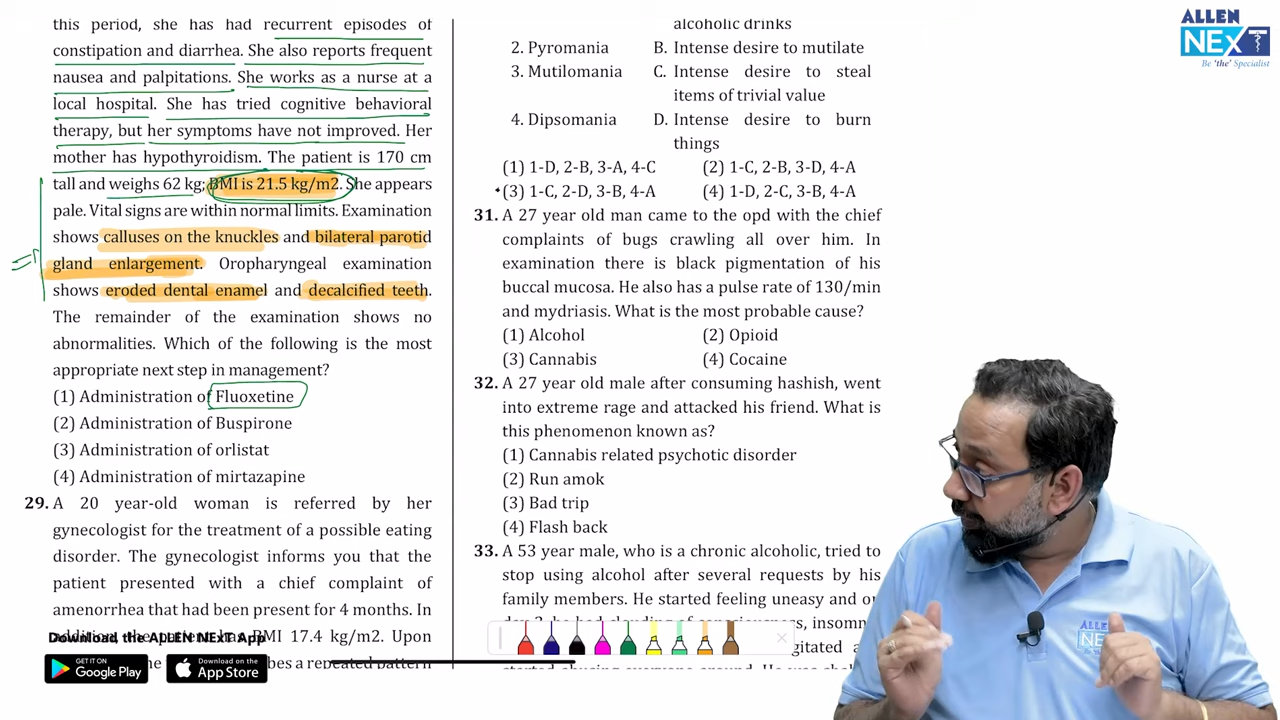 this period, she has had recurrent episodes of
constipation and diarrhea. She also reports frequent
nausea and palpitations. She works as a nurse at a
local hospital. She has tried cognitive behavioral
therapy, but her symptoms have not improved. Her
mother has hypothyroidism. The patient is 170 cm
tall and weighs 62 kg; BMI is 21.5 kg/m2. She appears
pale. Vital signs are within normal limits. Examination
shows calluses on the knuckles and bilateral parotid
gland enlargement. Oropharyngeal examination
shows eroded dental enamel and decalcified teeth.
The remainder of the examination shows no
abnormalities. Which of the following is the most
appropriate next step in management?
(1) Administration of Fluoxetine
(2) Administration of Buspirone
(3) Administration of orlistat
(4) Administration of mirtazapine
29. A 20 year-old woman is referred by her
gynecologist for the treatment of a possible eating
disorder. The gynecologist informs you that the
patient presented with a chief complaint of
amenorrhea that had been present for 4 months. In
BMI 17.4 kg/m2. Upon
a repeated pattern
Download the ALLEN NExT App
GET IT ON
Google Play
Download on the
App Store
alcoholic drinks
2. Pyromania B. Intense desire to mutilate
3. Mutilomania C. Intense desire to steal
items of trivial value
4. Dipsomania D. Intense desire to burn
things
(1) 1-D, 2-B, 3-A, 4-C (2) 1-C, 2-B, 3-D, 4-A
(3) 1-C, 2-D, 3-B, 4-A (4) 1-D, 2-C, 3-B, 4-A
31. A 27 year old man came to the opd with the chief
complaints of bugs crawling all over him. In
examination there is black pigmentation of his
buccal mucosa. He also has a pulse rate of 130/min
and mydriasis. What is the most probable cause?
(1) Alcohol (2) Opioid
(3) Cannabis (4) Cocaine
32. A 27 year old male after consuming hashish, went
into extreme rage and attacked his friend. What is
this phenomenon known as?
(1) Cannabis related psychotic disorder
(2) Run amok
(3) Bad trip
(4) Flash back
33. A 53 year male, who is a chronic alcoholic, tried to
stop using alcohol after several requests by his
family members. He started feeling uneasy and
ALLEN
NExT
Be 'the' Specialist
NE